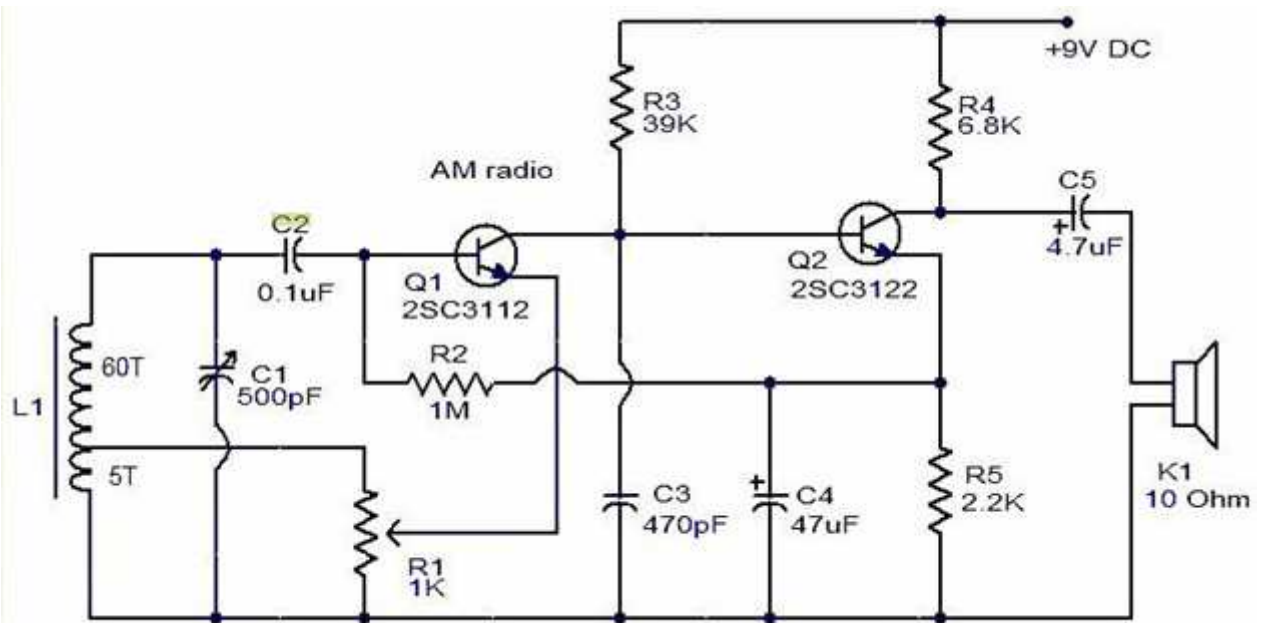 +9V DC
R3
39K
R4
6.8K
AM radio
C5
+
4.7uF
C2
0.1uF
Q1
2SC3112
Q2
2SC3122
R2
1M
60T
C1
500pF
L1
5T
R1
1K
C3
470pF
+
C4
47uF
R5
2.2K
K1
10 Ohm